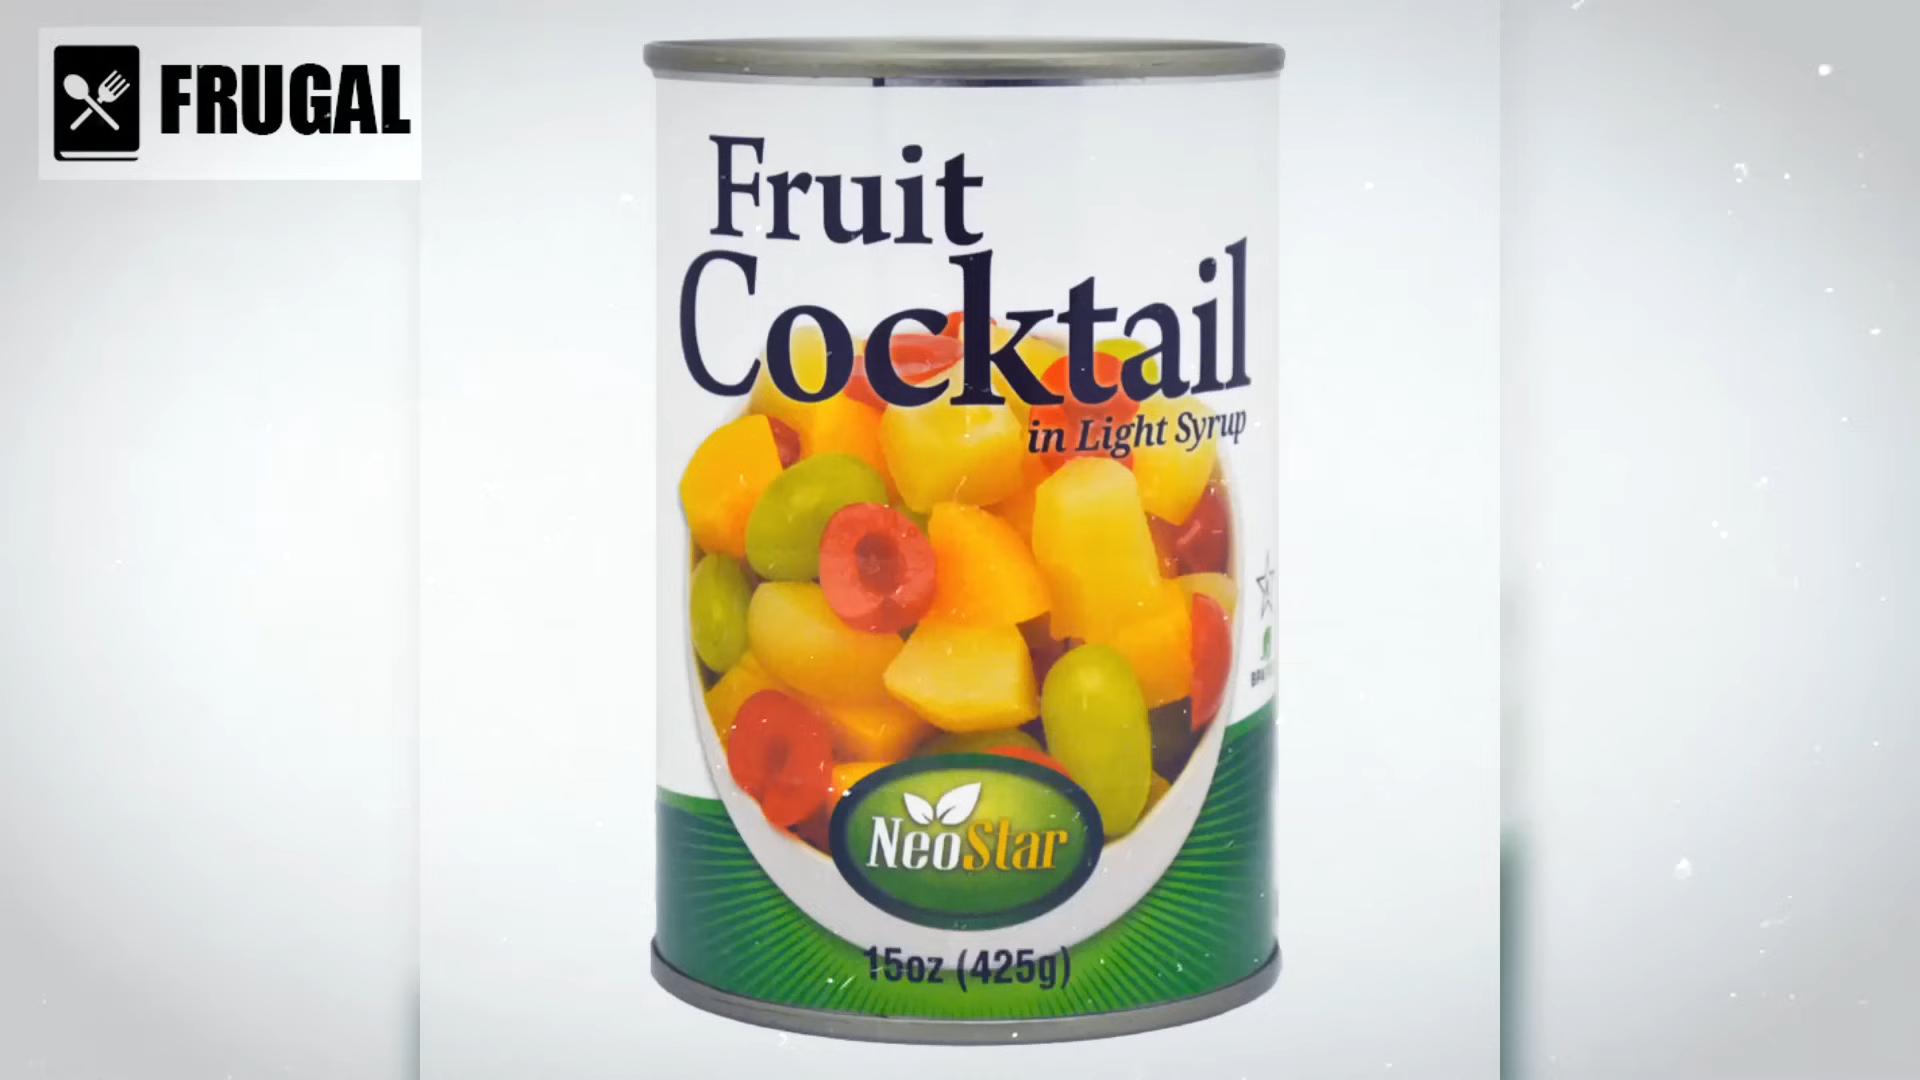 FRUGAL
Fruit
Cocktail
in Light Syrup
NeoStar
15oz (425g)